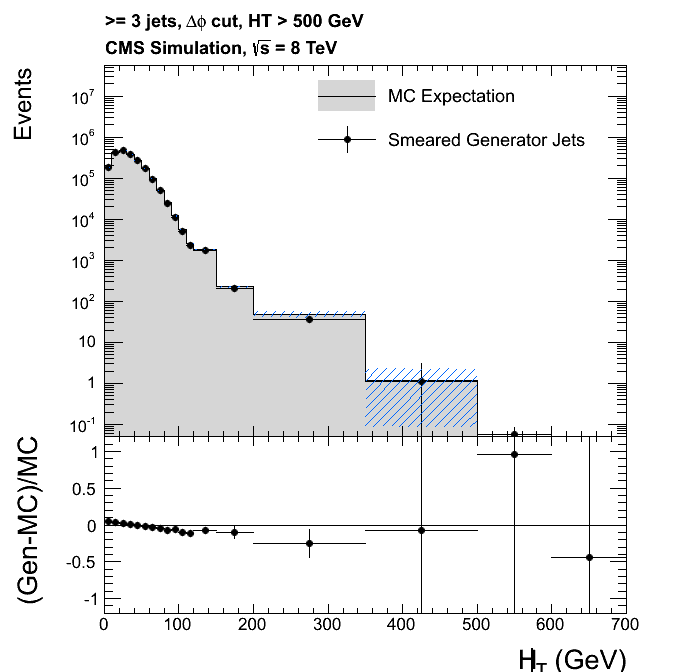 >= 3 jets, Δϕ cut, HT > 500 GeV
CMS Simulation, √s = 8 TeV
Events
MC Expectation
Smeared Generator Jets
10⁷
10⁶
10⁵
10⁴
10³
10²
10
1
10⁻¹
(Gen-MC)/MC
1
0.5
0
-0.5
-1
0 100 200 300 400 500 600 700
H̸_T (GeV)